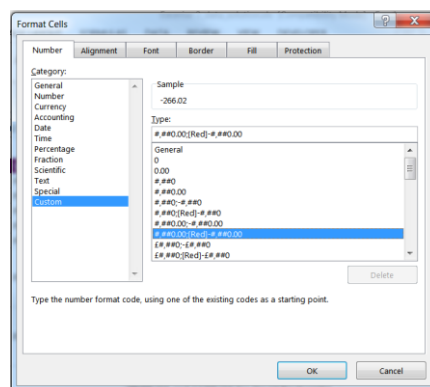 Format Cells
Number Alignment Font Border Fill Protection
Category:
General
Number
Currency
Accounting
Date
Time
Percentage
Fraction
Scientific
Text
Special
Custom
Sample
-266.02
Type:
#,##0.00;[Red]-#,##0.00
General
0
0.00
#,##0
#,##0.00
#,##0;-#,##0
#,##0;[Red]-#,##0
#,##0.00;-#,##0.00
#,##0.00;[Red]-#,##0.00
£#,##0;-£#,##0
£#,##0;[Red]-£#,##0
Delete
Type the number format code, using one of the existing codes as a starting point.
OK Cancel